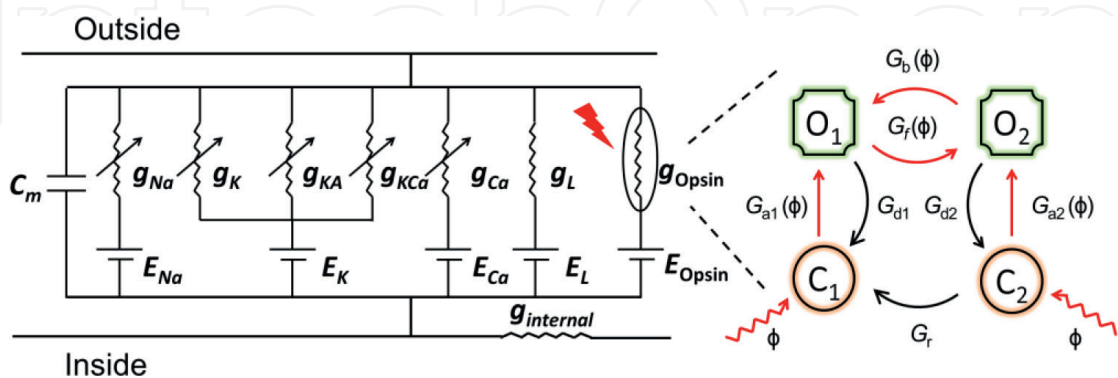 Outside
C_m
g_Na
g_K
g_KA
g_KCa
g_Ca
g_L
g_Opsin
E_Na
E_K
E_Ca
E_L
E_Opsin
g_internal
Inside
G_b(ϕ)
O_1
G_f(ϕ)
O_2
G_a1(ϕ)
G_d1
G_d2
G_a2(ϕ)
C_1
C_2
ϕ
G_r
ϕ